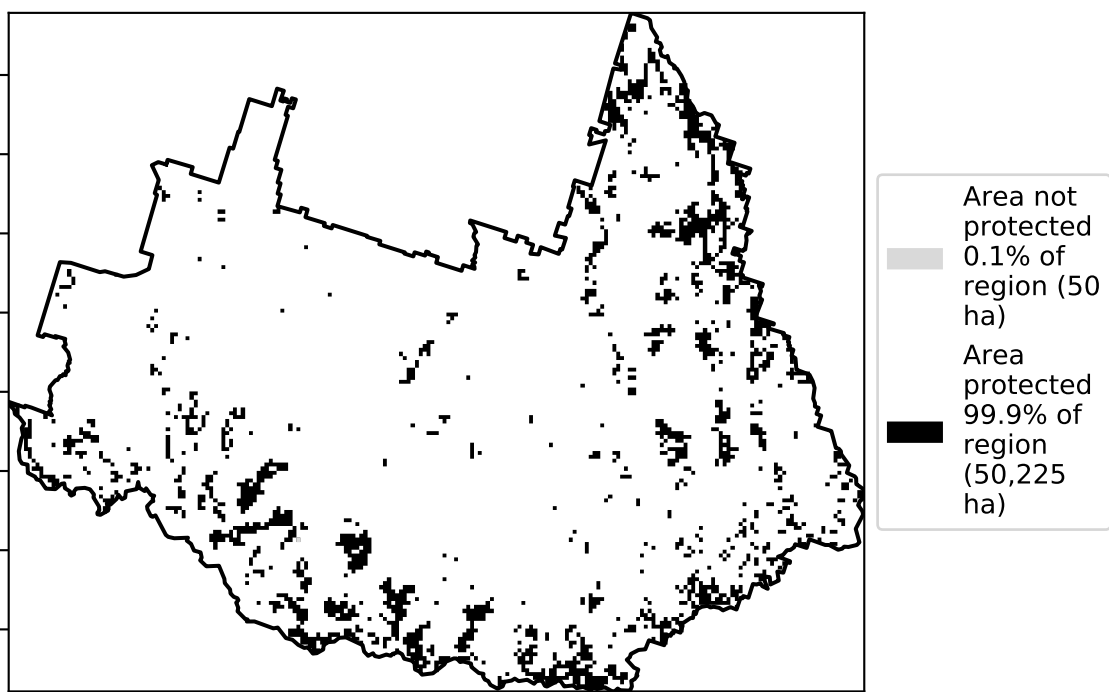 Area not
protected
0.1% of
region (50
ha)
Area
protected
99.9% of
region
(50,225
ha)